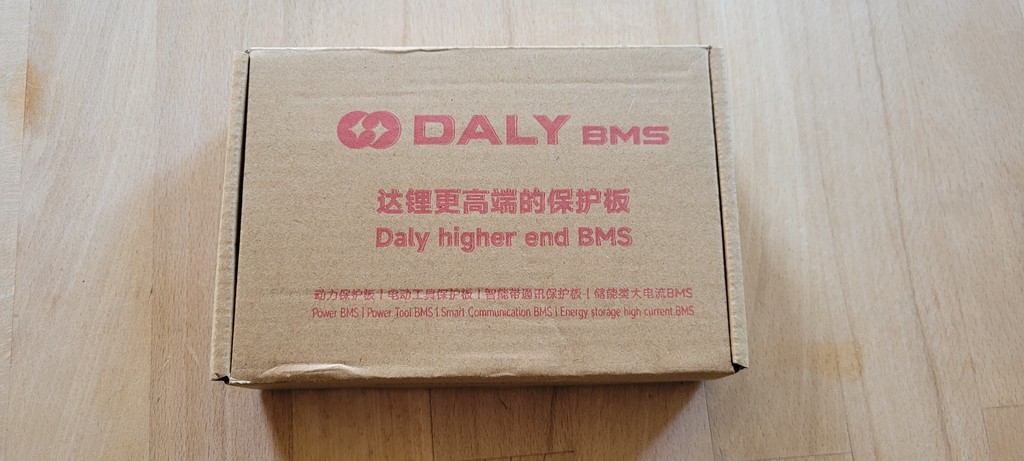 DALY BMS
达锂更高端的保护板
Daly higher end BMS
动力保护板 | 电动工具保护板 | 智能带通讯保护板 | 储能类大电流BMS
Power BMS | Power Tool BMS | Smart Communication BMS | Energy storage high current BMS